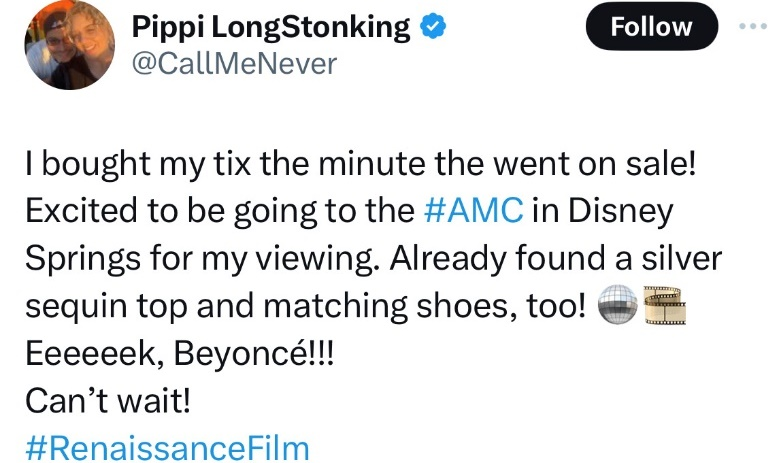 Pippi LongStonking
@CallMeNever
Follow
I bought my tix the minute the went on sale!
Excited to be going to the #AMC in Disney
Springs for my viewing. Already found a silver
sequin top and matching shoes, too! 🪩🎞️
Eeeeeek, Beyoncé!!!
Can’t wait!
#RenaissanceFilm